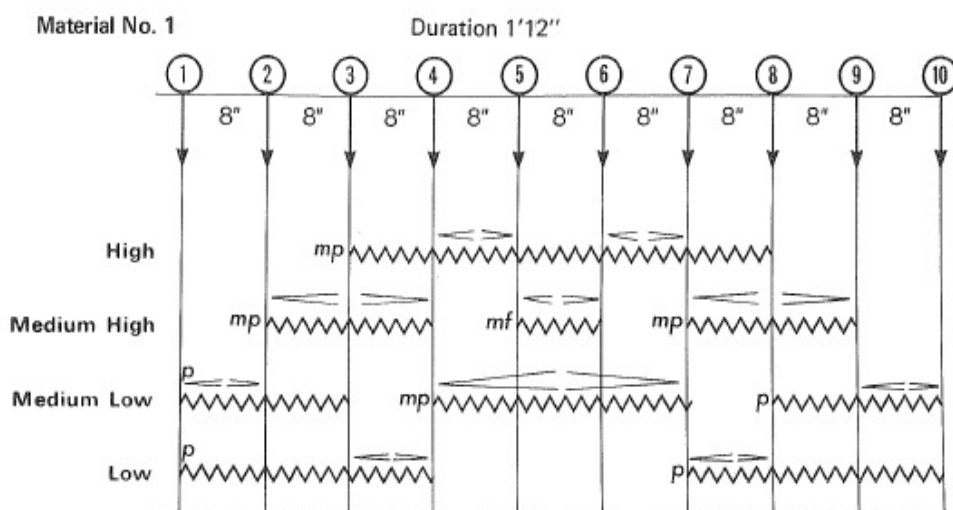 Material No. 1 Duration 1'12''
1 2 3 4 5 6 7 8 9 10
8" 8" 8" 8" 8" 8" 8" 8" 8"
High mp
Medium High mp mf mp
p
Medium Low mp p
p
Low p